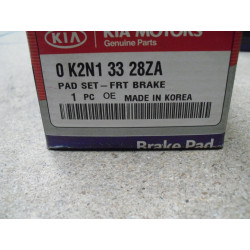 KIA
KIA MOTORS
Genuine Parts
0 K2N1 33 28ZA
PAD SET-FRT BRAKE
1 PC OE MADE IN KOREA
Brake Pad